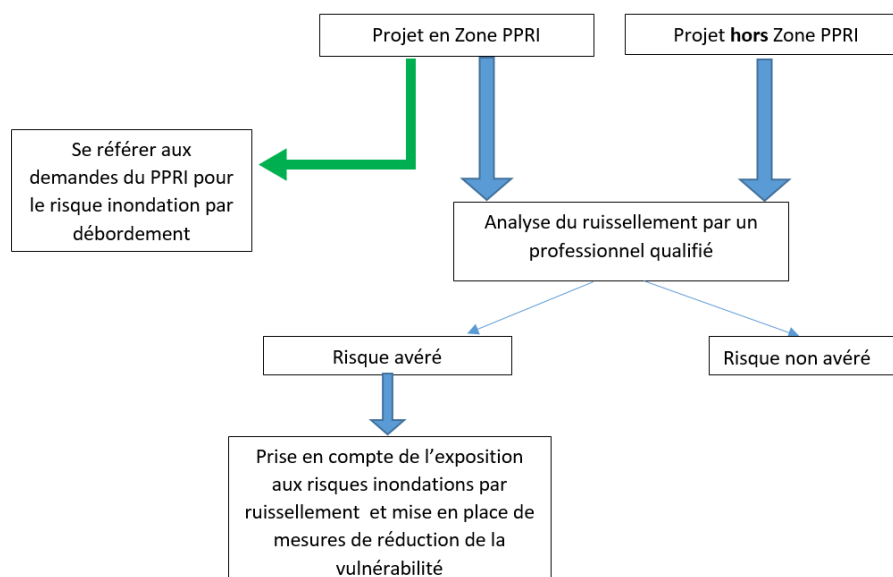 Projet en Zone PPRI
Projet hors Zone PPRI
Se référer aux
demandes du PPRI pour
le risque inondation par
débordement
Analyse du ruissellement par un
professionnel qualifié
Risque avéré
Risque non avéré
Prise en compte de l’exposition
aux risques inondations par
ruissellement et mise en place de
mesures de réduction de la
vulnérabilité